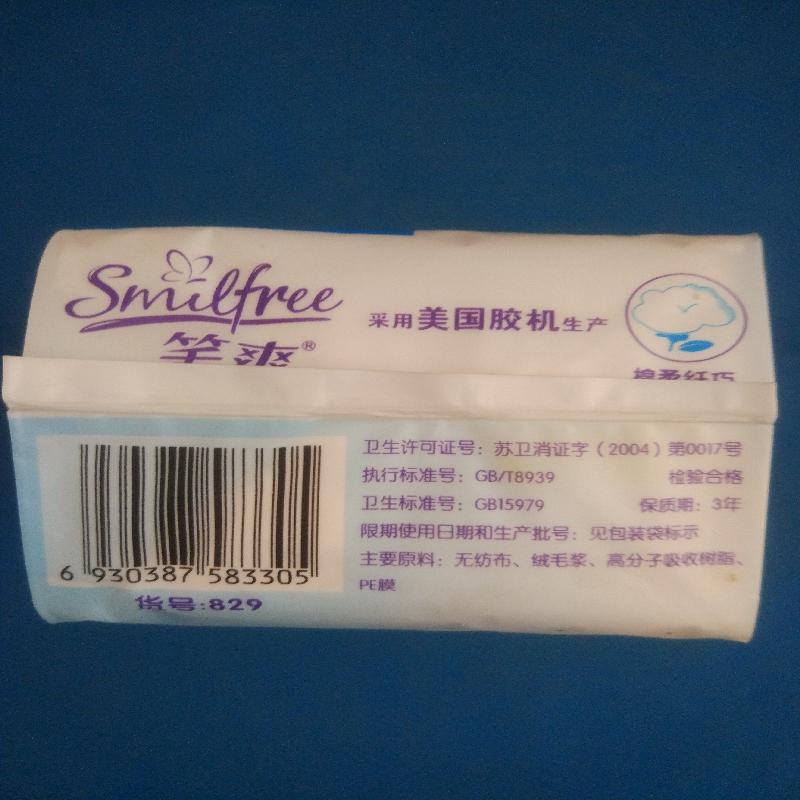 Smilfree
笑爽®
采用美国胶机生产
棉柔纤巧
卫生许可证号：苏卫消证字（2004）第0017号
执行标准号：GB/T8939 检验合格
卫生标准号：GB15979 保质期：3年
限期使用日期和生产批号：见包装袋标示
主要原料：无纺布、绒毛浆、高分子吸收树脂、
PE膜
6 930387 583305
货号:829